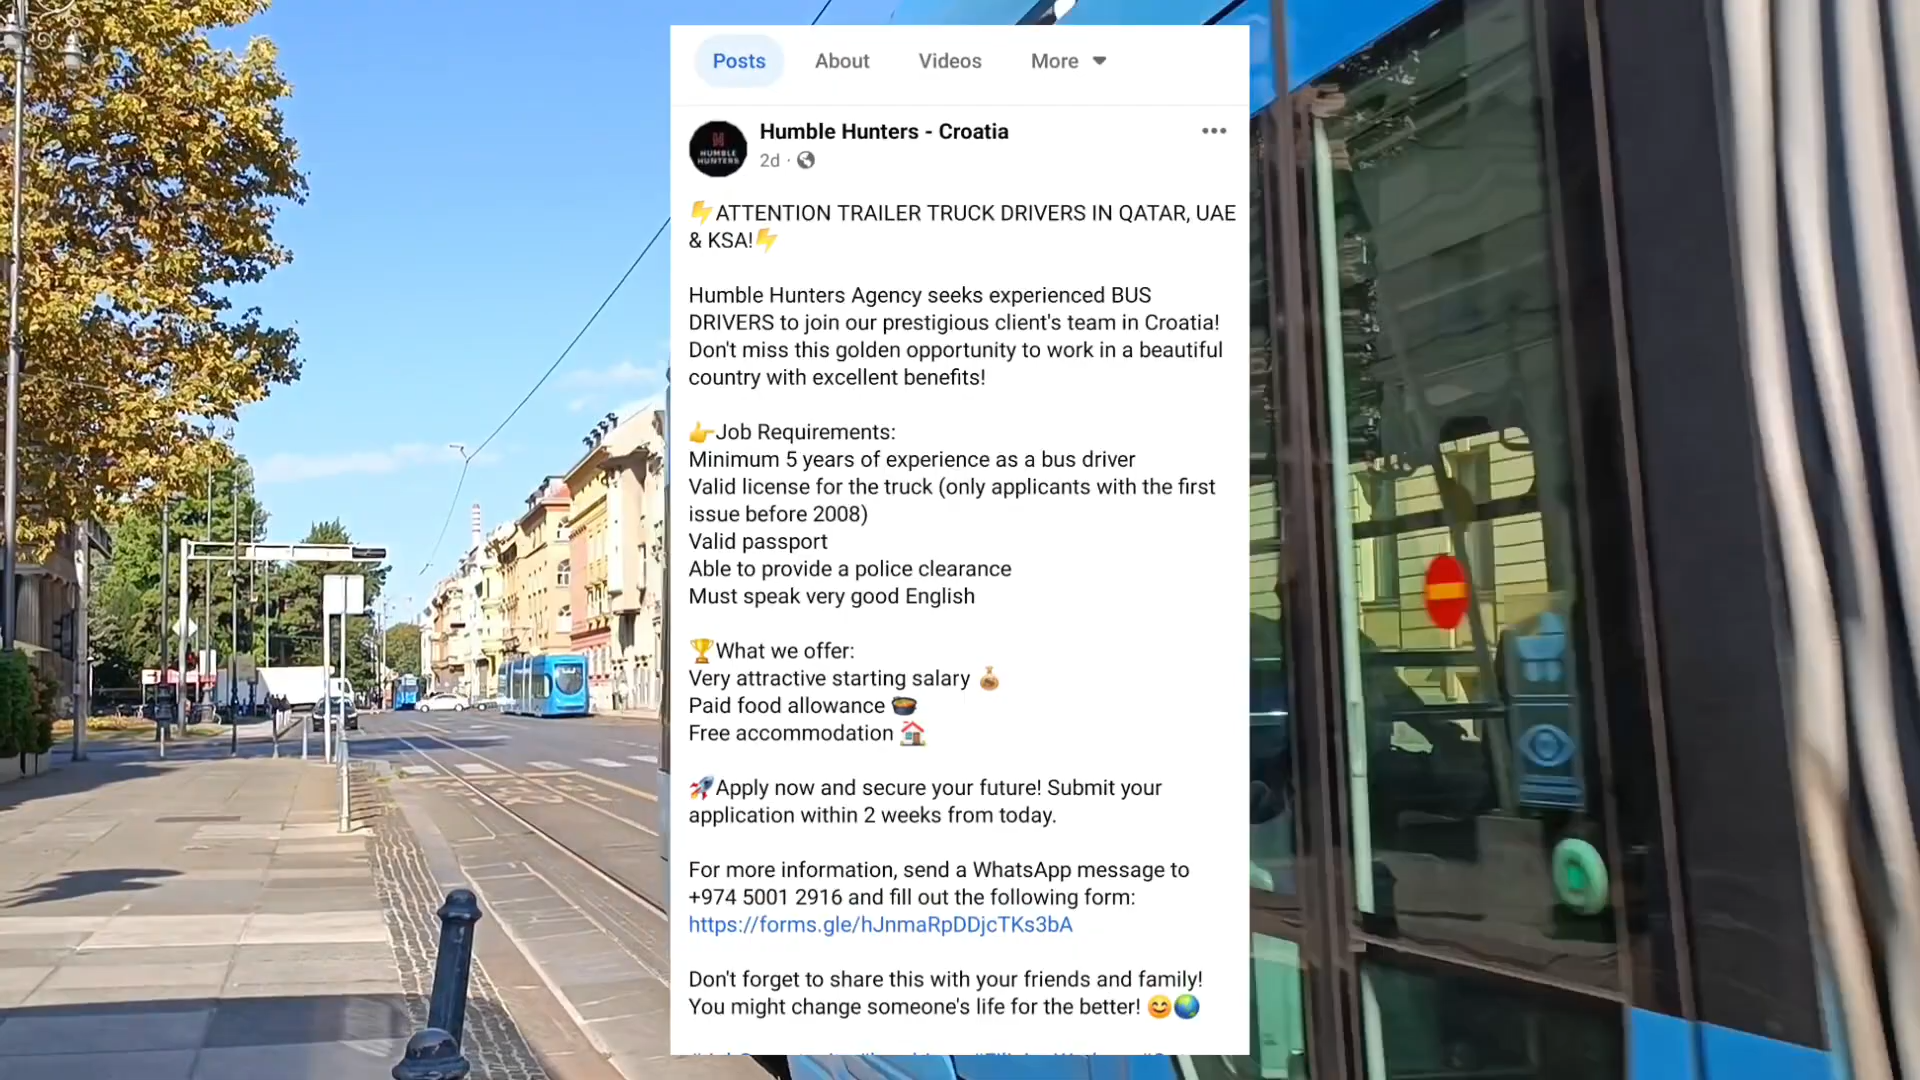 Posts About Videos More
Humble Hunters - Croatia
HUMBLE
HUNTERS
2d ·
⚡ATTENTION TRAILER TRUCK DRIVERS IN QATAR, UAE
& KSA!⚡
Humble Hunters Agency seeks experienced BUS
DRIVERS to join our prestigious client's team in Croatia!
Don't miss this golden opportunity to work in a beautiful
country with excellent benefits!
👉Job Requirements:
Minimum 5 years of experience as a bus driver
Valid license for the truck (only applicants with the first
issue before 2008)
Valid passport
Able to provide a police clearance
Must speak very good English
🏆What we offer:
Very attractive starting salary 💰
Paid food allowance 🍲
Free accommodation 🏠
🚀Apply now and secure your future! Submit your
application within 2 weeks from today.
For more information, send a WhatsApp message to
+974 5001 2916 and fill out the following form:
https://forms.gle/hJnmaRpDDjcTKs3bA
Don't forget to share this with your friends and family!
You might change someone's life for the better! 😊🌏